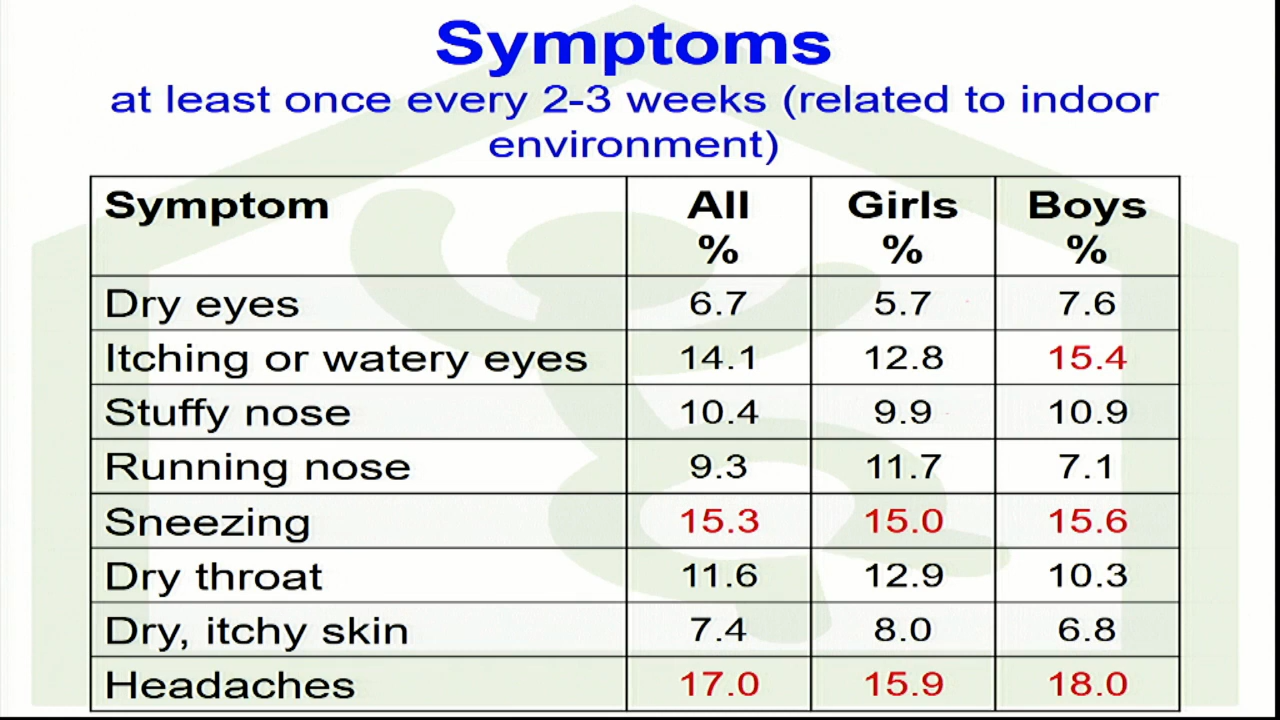 Symptoms
at least once every 2-3 weeks (related to indoor
environment)
Symptom All Girls Boys
% % %
Dry eyes 6.7 5.7 7.6
Itching or watery eyes 14.1 12.8 15.4
Stuffy nose 10.4 9.9 10.9
Running nose 9.3 11.7 7.1
Sneezing 15.3 15.0 15.6
Dry throat 11.6 12.9 10.3
Dry, itchy skin 7.4 8.0 6.8
Headaches 17.0 15.9 18.0